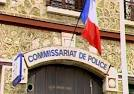 COMMISSARIAT DE POLICE